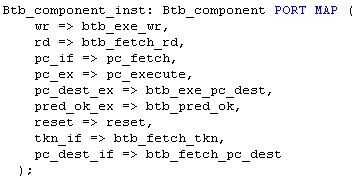 Btb_component_inst: Btb_component PORT MAP (
wr => btb_exe_wr,
rd => btb_fetch_rd,
pc_if => pc_fetch,
pc_ex => pc_execute,
pc_dest_ex => btb_exe_pc_dest,
pred_ok_ex => btb_pred_ok,
reset => reset,
tkn_if => btb_fetch_tkn,
pc_dest_if => btb_fetch_pc_dest
);